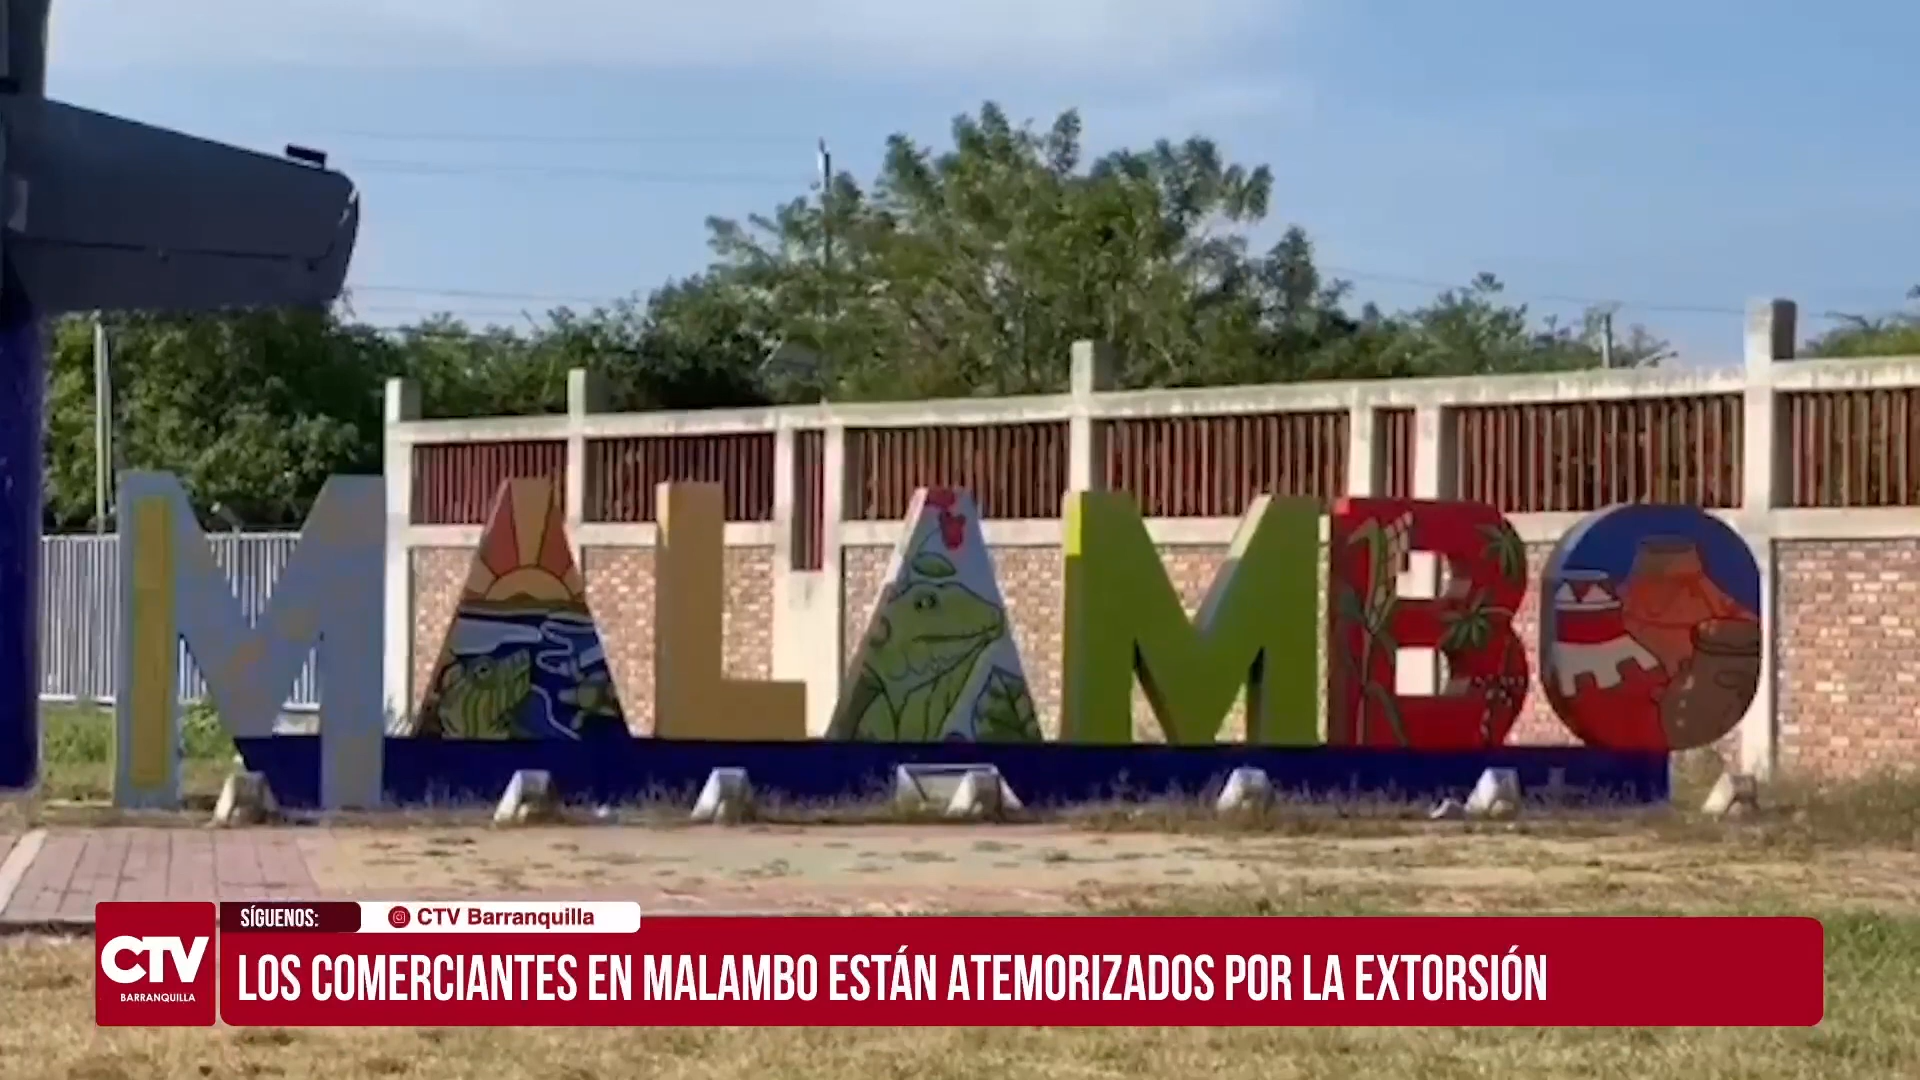 MALAMBO
SÍGUENOS:
CTV Barranquilla
CTV
BARRANQUILLA
LOS COMERCIANTES EN MALAMBO ESTÁN ATEMORIZADOS POR LA EXTORSIÓN